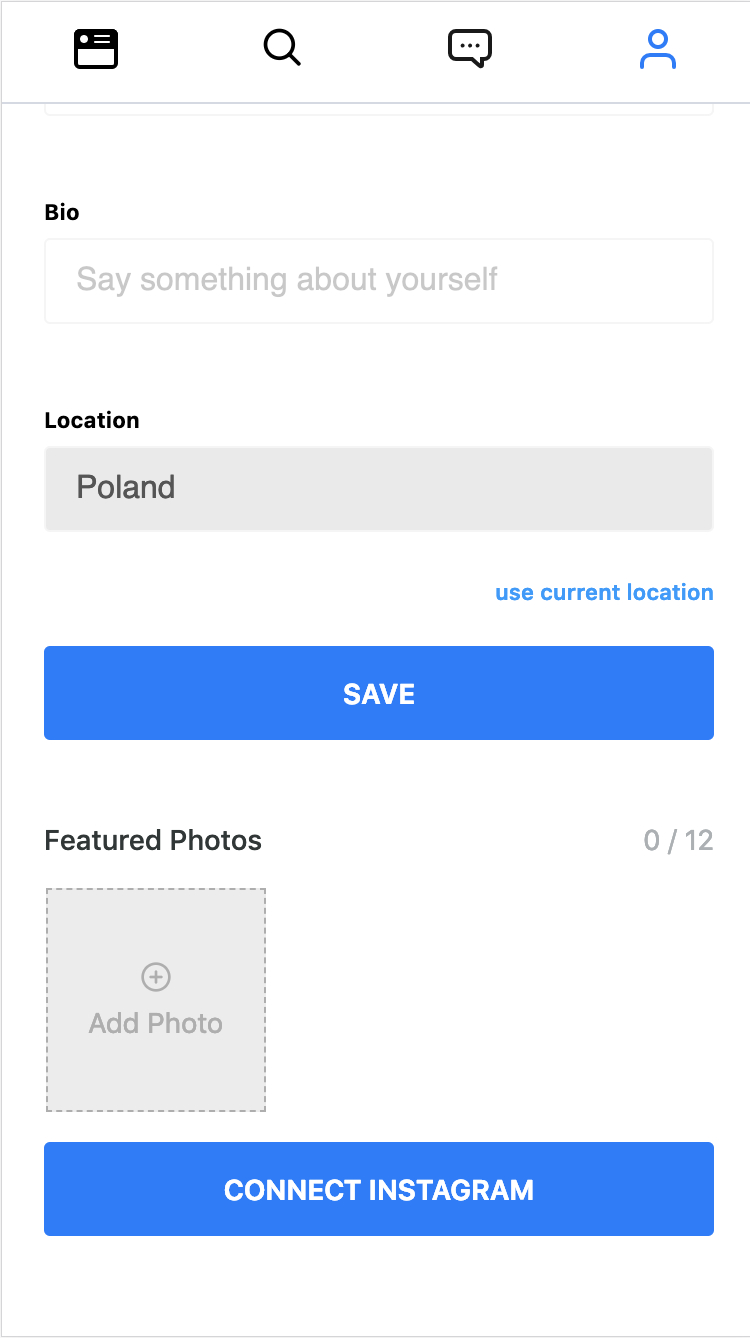 Bio
Say something about yourself
Location
Poland
use current location
SAVE
Featured Photos
0 / 12
Add Photo
CONNECT INSTAGRAM